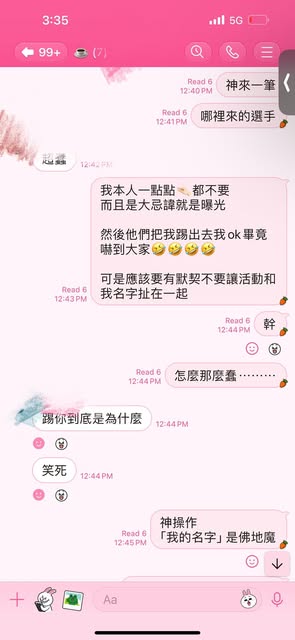 3:35
5G
99+
(7)
Read 6
12:40 PM
神來一筆
Read 6
12:41 PM
哪裡來的選手
超蠢
12:42 PM
我本人一點點🤏🏻都不要
而且是大忌諱就是曝光
然後他們把我踢出去我ok畢竟
嚇到大家🤣🤣🤣🤣
可是應該要有默契不要讓活動和
我名字扯在一起
Read 6
12:43 PM
Read 6
12:44 PM
幹
Read 6
12:44 PM
怎麼那麼蠢⋯⋯⋯
踢你到底是為什麼
12:44 PM
笑死
12:44 PM
Read 6
12:45 PM
神操作
「我的名字」是佛地魔
Aa